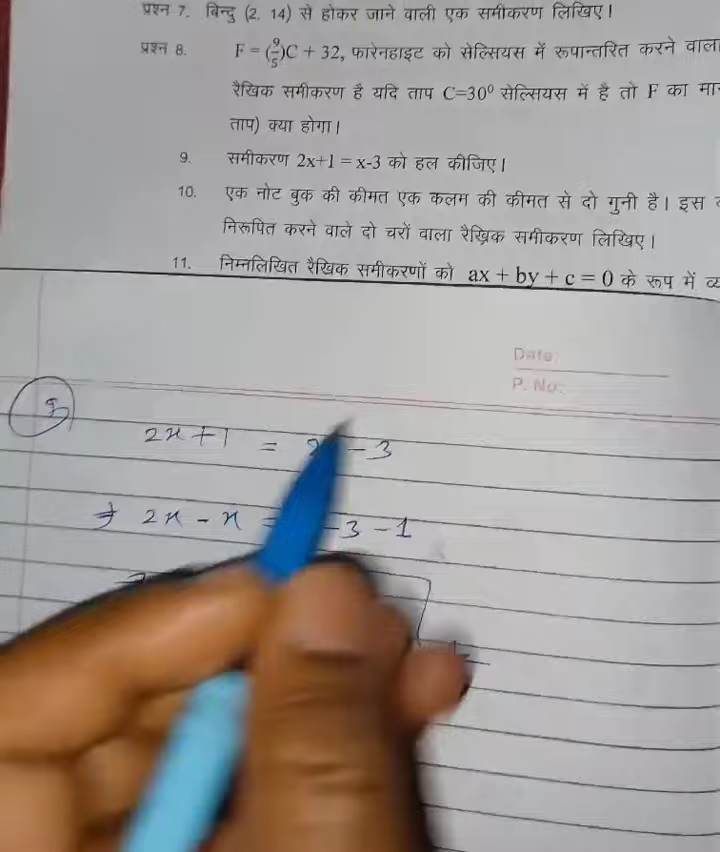 प्रश्न 7. बिन्दु (2, 14) से होकर जाने वाली एक समीकरण लिखिए।
प्रश्न 8. F = (9/5)C + 32, फारेनहाइट को सेल्सियस में रूपान्तरित करने
रैखिक समीकरण है यदि ताप C=30⁰ सेल्सियस में है तो F का
ताप) क्या होगा।
9. समीकरण 2x+1 = x-3 को हल कीजिए।
10. एक नोट बुक की कीमत एक कलम की कीमत से दो गुनी है। इस
निरूपित करने वाले दो चरों वाला रैखिक समीकरण लिखिए।
11. निम्नलिखित रैखिक समीकरणों को ax + by + c = 0 के रूप में
Date:
P. No:
9
2x + 1 = x - 3
⇒ 2x - x = -3 - 1